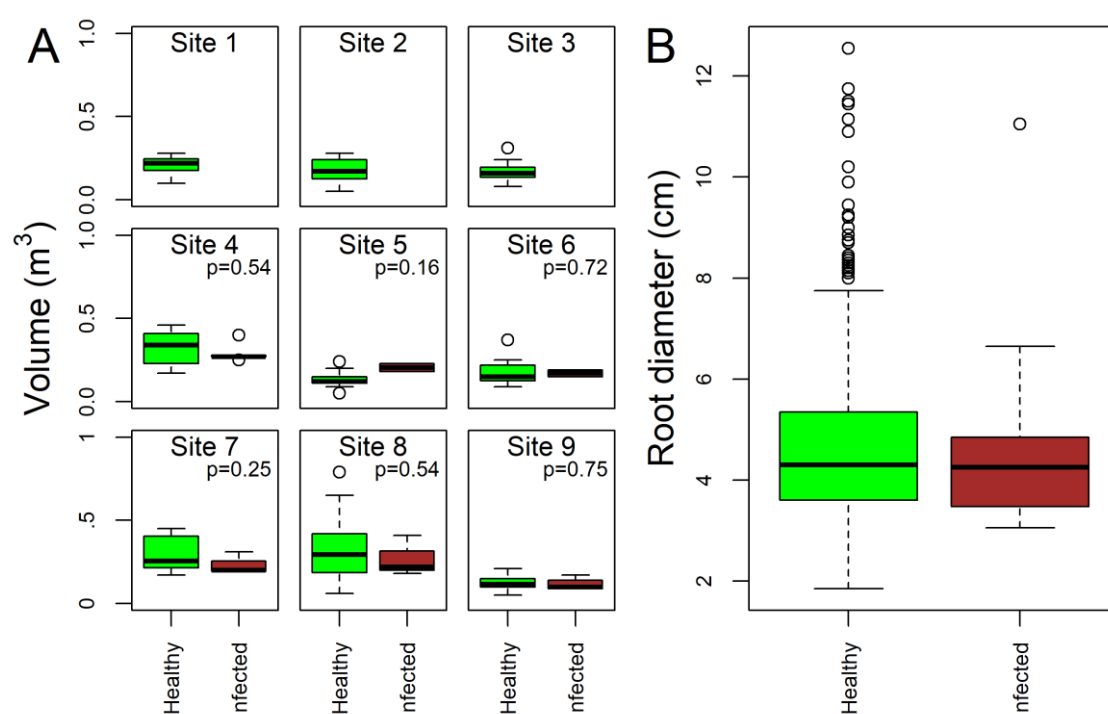 A
Volume (m³)
1.0
0.5
0.0
Site 1
Site 2
Site 3
1.0
0.5
0.0
Site 4
p=0.54
Site 5
p=0.16
Site 6
p=0.72
1
.5
0
Site 7
p=0.25
Site 8
p=0.54
Site 9
p=0.75
Healthy
nfected
Healthy
nfected
Healthy
nfected
B
Root diameter (cm)
12
10
8
6
4
2
Healthy
nfected